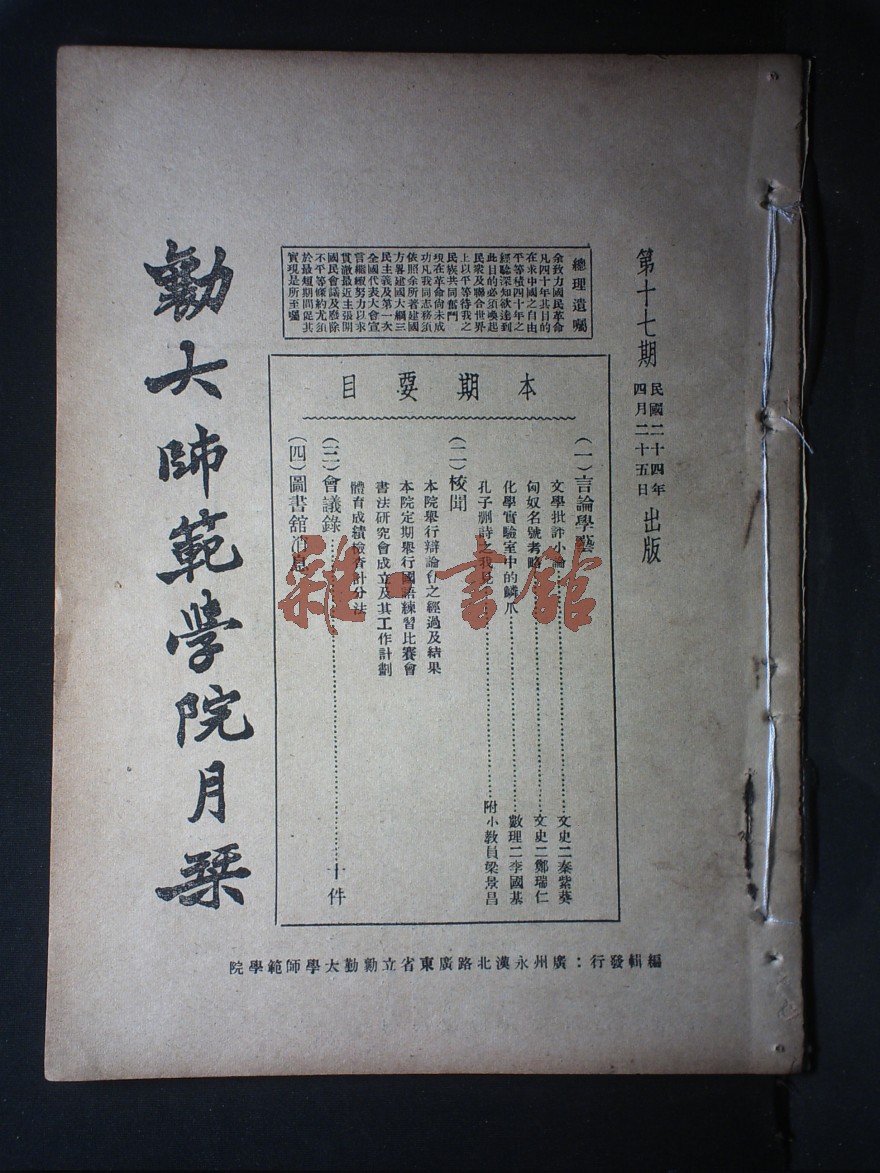 第十七期
民國二十四年
四月二十五日
出版
總理遺囑
余致力國民革命
凡四十年其目的
在求中國之自由
平等積四十年之
經驗深知欲達到
此目的必須喚起
民衆及聯合世界
上以平等待我之
民族共同奮鬥
現在革命尙未成
功凡我同志務須
依照余所著建國
方畧建國大綱三
民主義及第一次
全國代表大會宣
言繼續努力以求
貫澈最近主張開
國民會議及廢除
不平等條約尤須
於最短期間促其
實現是所至囑
本期要目
(一)言論學藝
文學批評小論……文史二秦紫葵
匈奴名號考略……文史二鄭瑞仁
化學實驗室中的鱗爪……數理二李國基
孔子刪詩之我見……附小教員梁景昌
(二)校聞
本院舉行辯論會之經過及結果
本院定期舉行國語練習比賽會
書法研究會成立及其工作計劃
體育成績檢查計分法
(三)會議錄……十件
(四)圖書館消息
勷大師範學院月栞
編輯發行：廣州永漢北路廣東省立勷勤大學師範學院
雜·書館